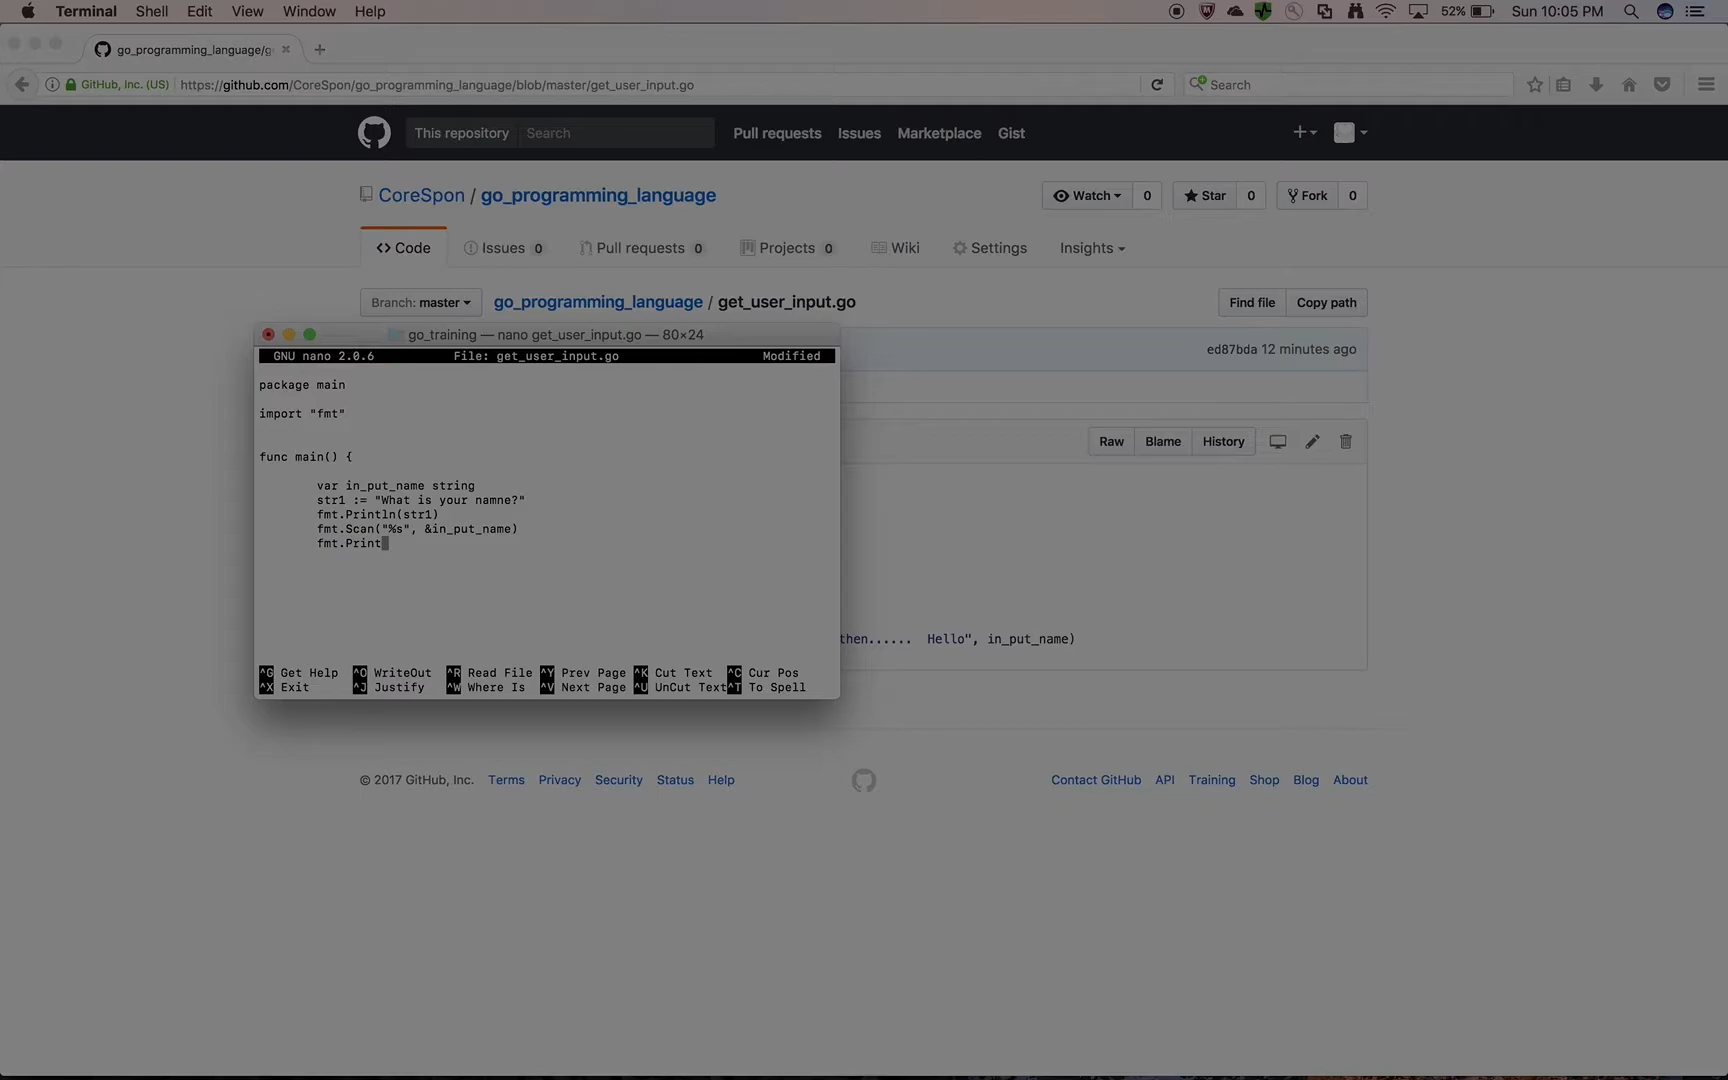 Terminal Shell Edit View Window Help 52% Sun 10:05 PM
go_programming_language/g
GitHub, Inc. (US) https://github.com/CoreSpon/go_programming_language/blob/master/get_user_input.go Search
This repository Search Pull requests Issues Marketplace Gist
CoreSpon / go_programming_language Watch 0 Star 0 Fork 0
Code Issues 0 Pull requests 0 Projects 0 Wiki Settings Insights
Branch: master go_programming_language / get_user_input.go Find file Copy path
go_training — nano get_user_input.go — 80×24
ed87bda 12 minutes ago
GNU nano 2.0.6 File: get_user_input.go Modified
package main
import "fmt"
Raw Blame History
func main() {
var in_put_name string
str1 := "What is your namne?"
fmt.Println(str1)
fmt.Scan("%s", &in_put_name)
fmt.Print
then...... Hello", in_put_name)
^G Get Help ^O WriteOut ^R Read File ^Y Prev Page ^K Cut Text ^C Cur Pos
^X Exit ^J Justify ^W Where Is ^V Next Page ^U UnCut Text ^T To Spell
© 2017 GitHub, Inc. Terms Privacy Security Status Help Contact GitHub API Training Shop Blog About